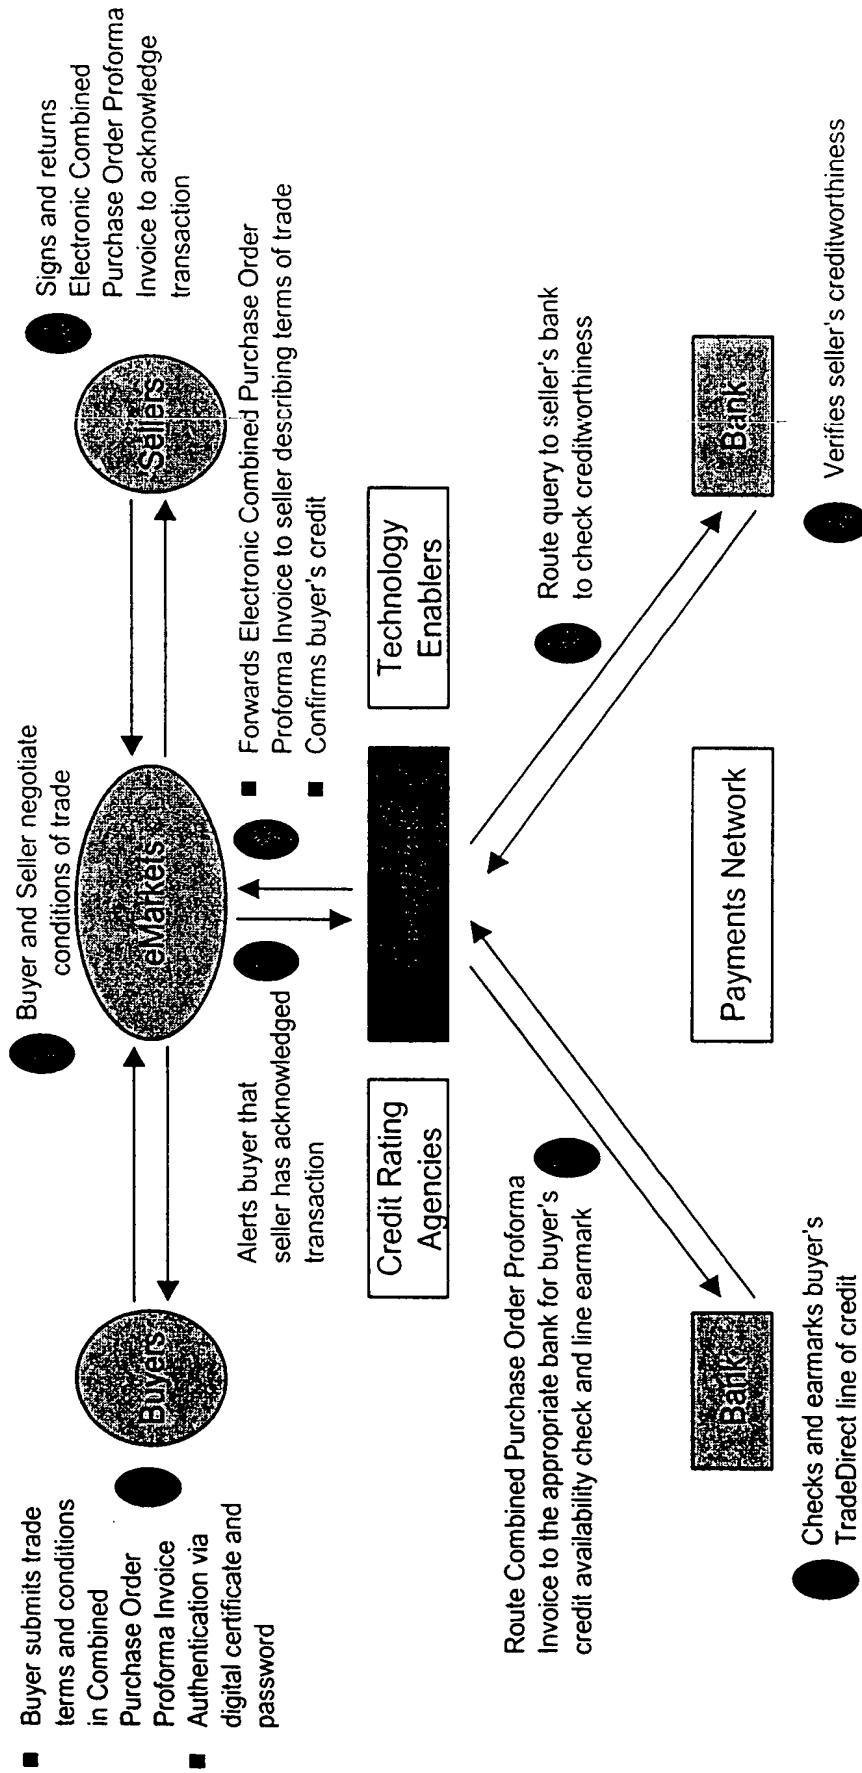 Buyer and Seller negotiate
conditions of trade
■ Buyer submits trade
terms and conditions
in Combined
Purchase Order
Proforma Invoice
■ Authentication via
digital certificate and
password
Buyers
eMarkets
Sellers
Signs and returns
Electronic Combined
Purchase Order Proforma
Invoice to acknowledge
transaction
Alerts buyer that
seller has acknowledged
transaction
■ Forwards Electronic Combined Purchase Order
Proforma Invoice to seller describing terms of trade
■ Confirms buyer's credit
Credit Rating
Agencies
Technology
Enablers
Route Combined Purchase Order Proforma
Invoice to the appropriate bank for buyer's
credit availability check and line earmark
Route query to seller's bank
to check creditworthiness
Bank
Payments Network
Bank
Checks and earmarks buyer's
TradeDirect line of credit
Verifies seller's creditworthiness